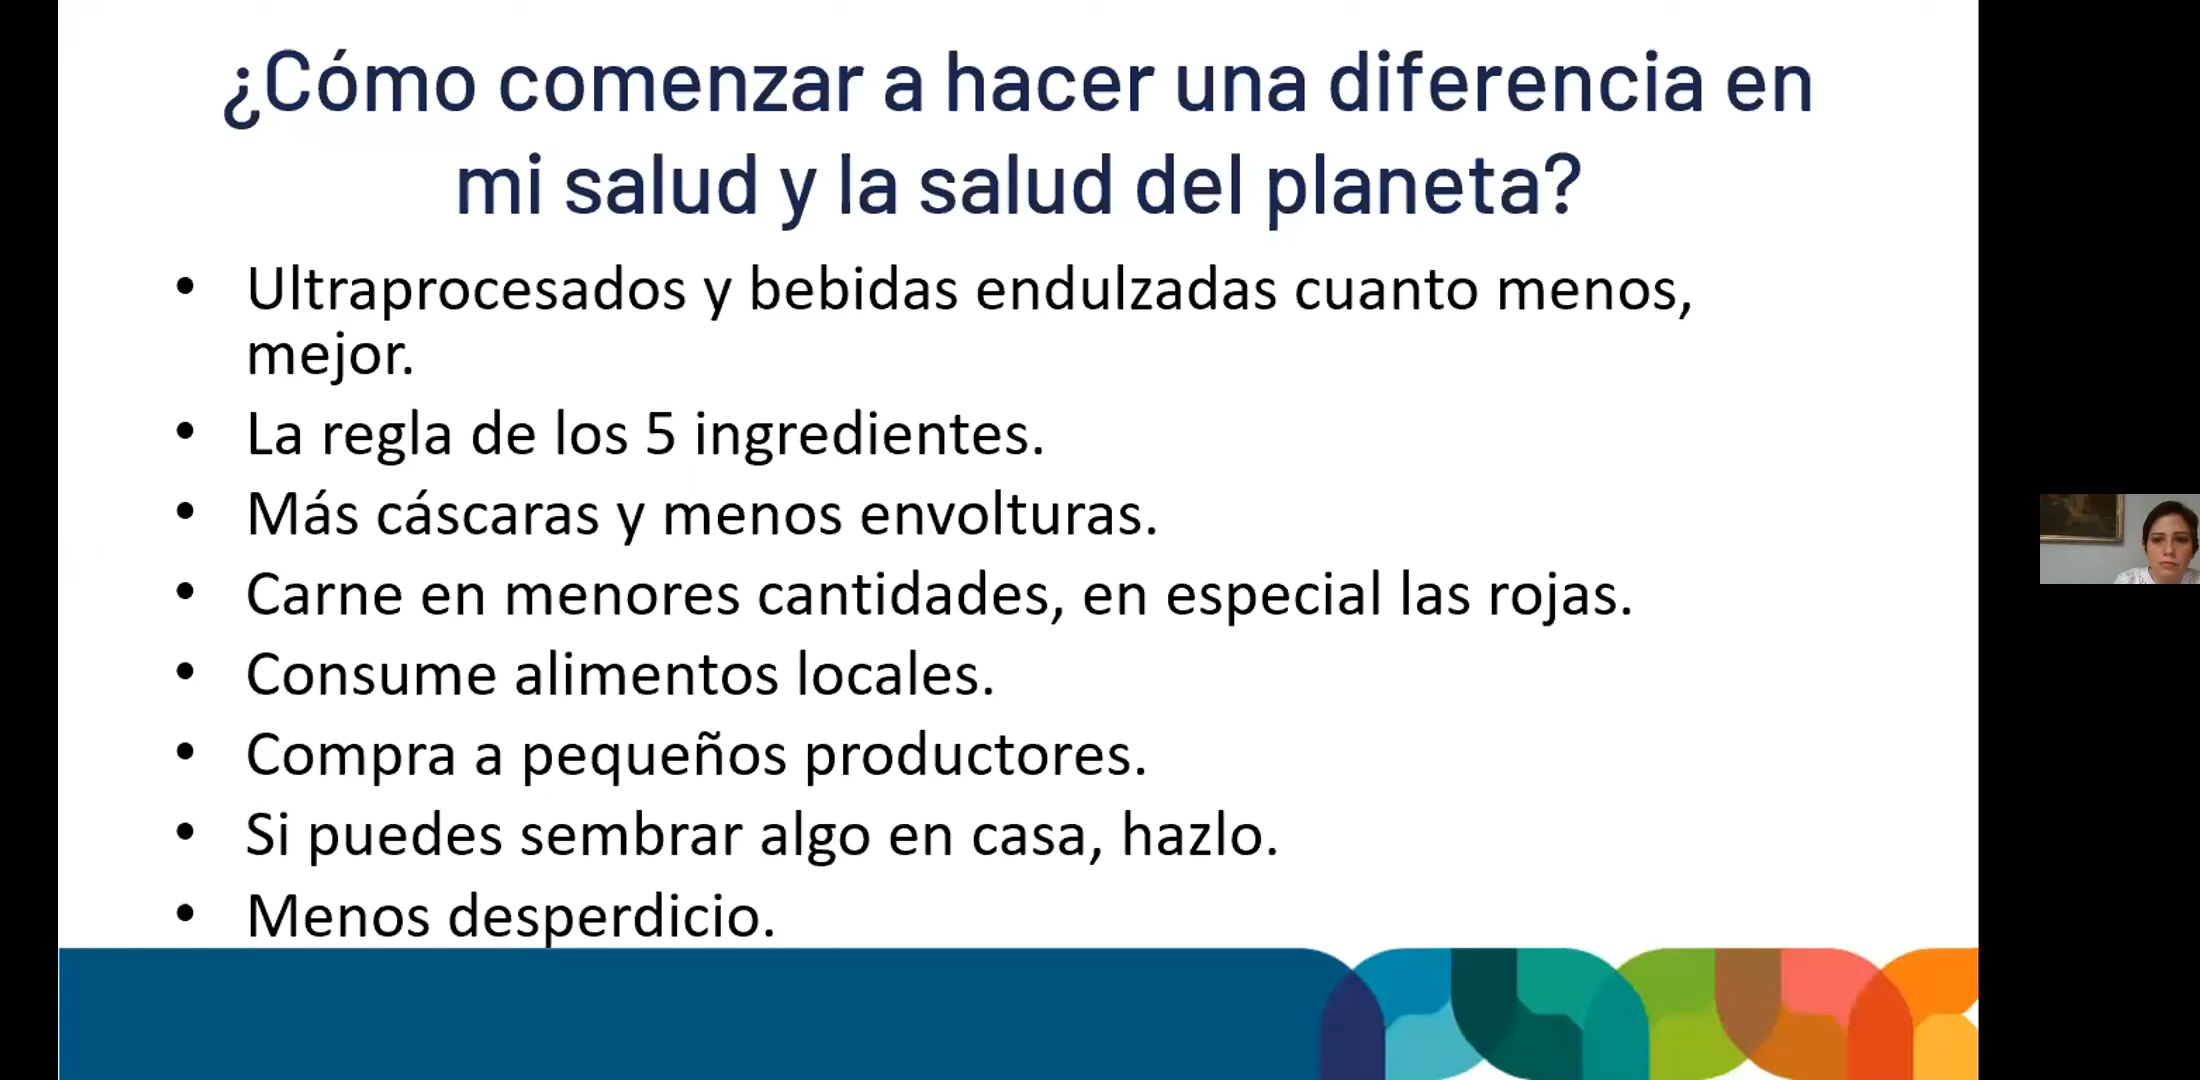 ¿Cómo comenzar a hacer una diferencia en
mi salud y la salud del planeta?
• Ultraprocesados y bebidas endulzadas cuanto menos,
mejor.
• La regla de los 5 ingredientes.
• Más cáscaras y menos envolturas.
• Carne en menores cantidades, en especial las rojas.
• Consume alimentos locales.
• Compra a pequeños productores.
• Si puedes sembrar algo en casa, hazlo.
• Menos desperdicio.